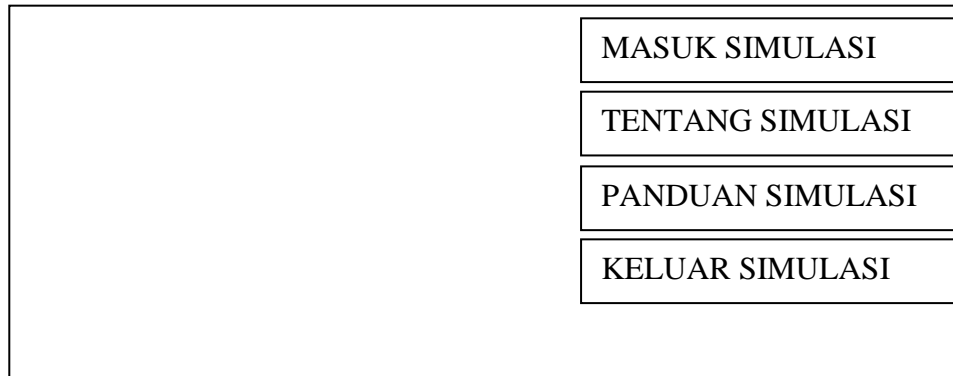 MASUK SIMULASI
TENTANG SIMULASI
PANDUAN SIMULASI
KELUAR SIMULASI